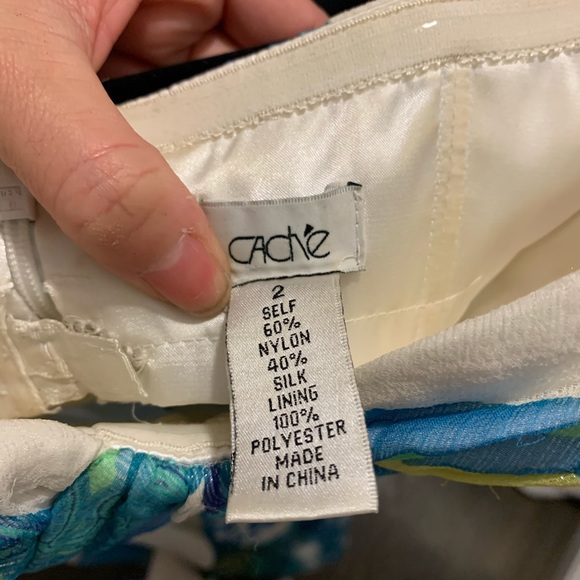 CACHÉ
2
SELF
60%
NYLON
40%
SILK
LINING
100%
POLYESTER
MADE
IN CHINA